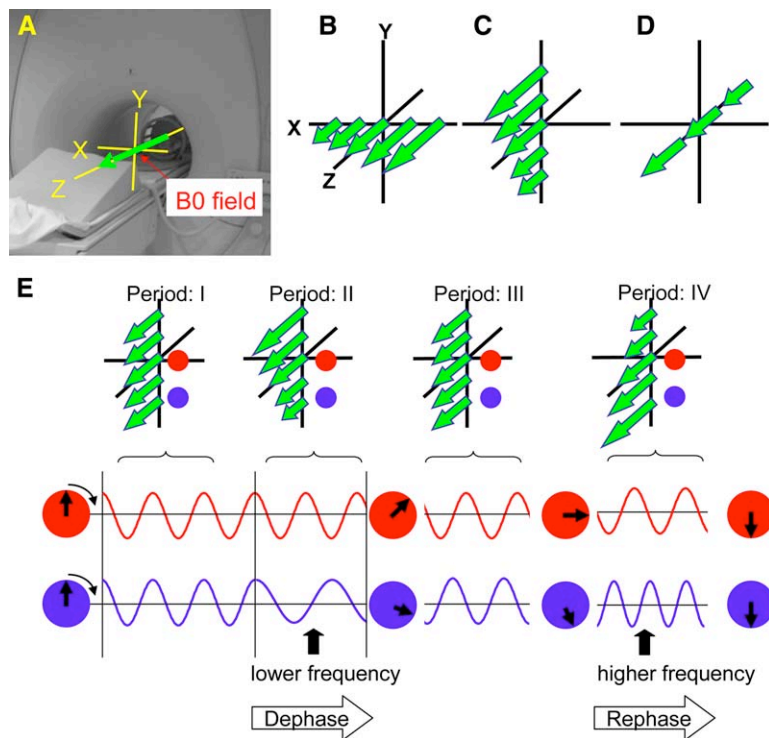 A
Y
X
Z
B0 field
B
Y
X
Z
C
D
E
Period: I
Period: II
Period: III
Period: IV
lower frequency
higher frequency
Dephase
Rephase